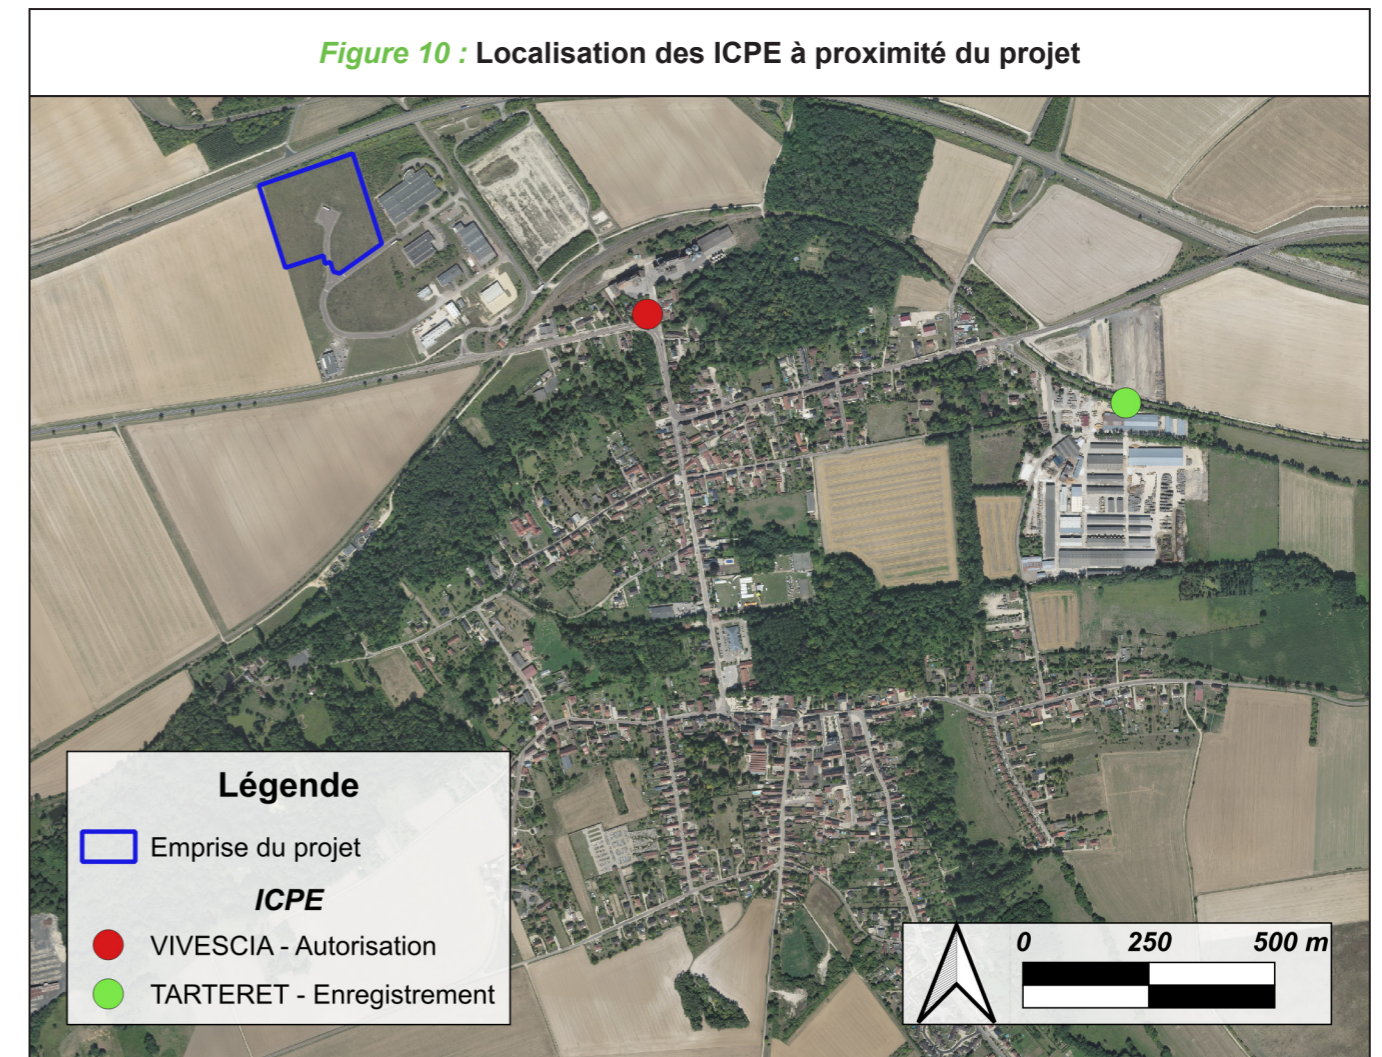 Figure 10 : Localisation des ICPE à proximité du projet
Légende
Emprise du projet
ICPE
VIVESCIA - Autorisation
TARTERET - Enregistrement
0 250 500 m